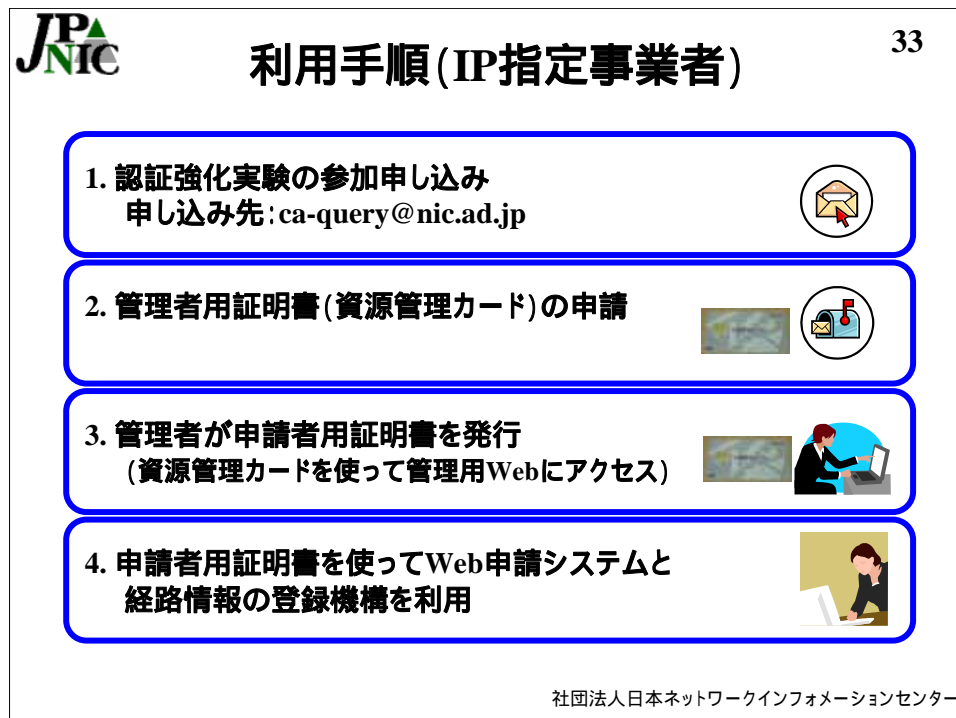 JPNIC
33
利用手順(IP指定事業者)
1. 認証強化実験の参加申し込み
申し込み先:ca-query@nic.ad.jp
2. 管理者用証明書(資源管理カード)の申請
3. 管理者が申請者用証明書を発行
(資源管理カードを使って管理用Webにアクセス)
4. 申請者用証明書を使ってWeb申請システムと
経路情報の登録機構を利用
社団法人日本ネットワークインフォメーションセンター